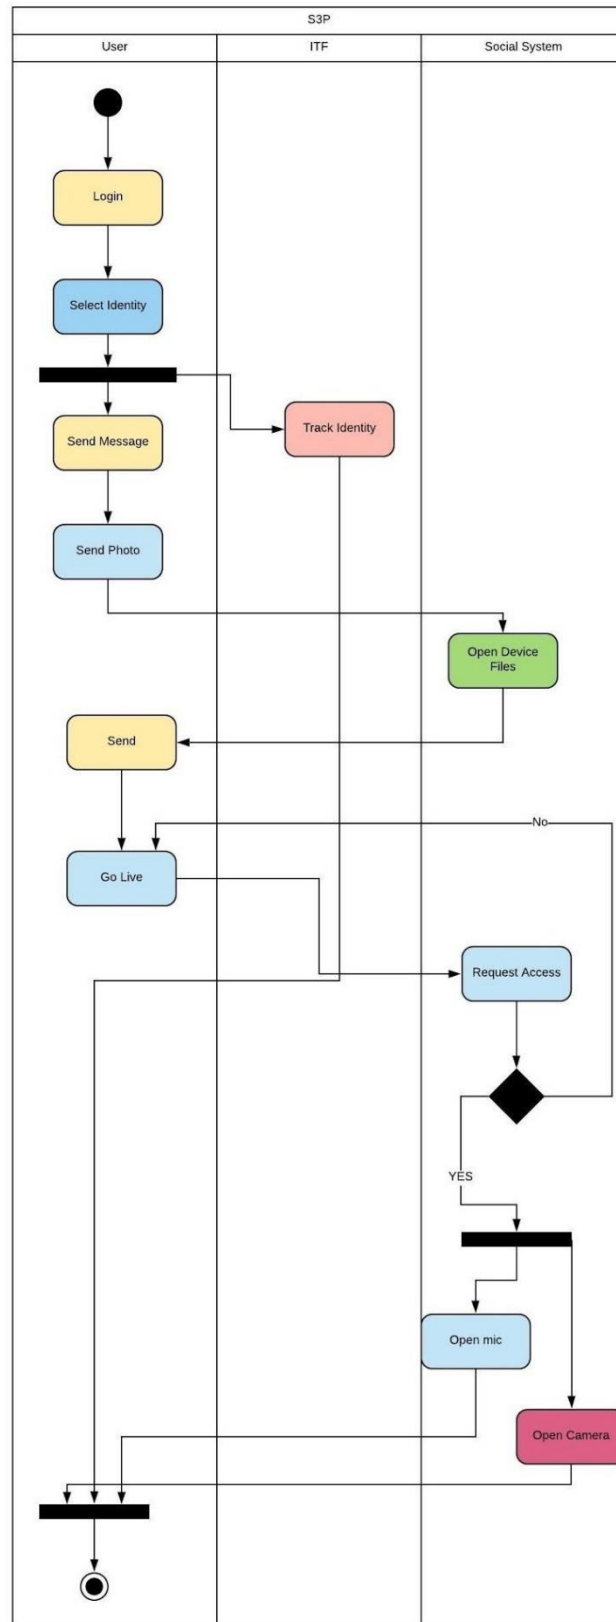 S3P
User
ITF
Social System
Login
Select Identity
Send Message
Track Identity
Send Photo
Open Device
Files
Send
No
Go Live
Request Access
YES
Open mic
Open Camera